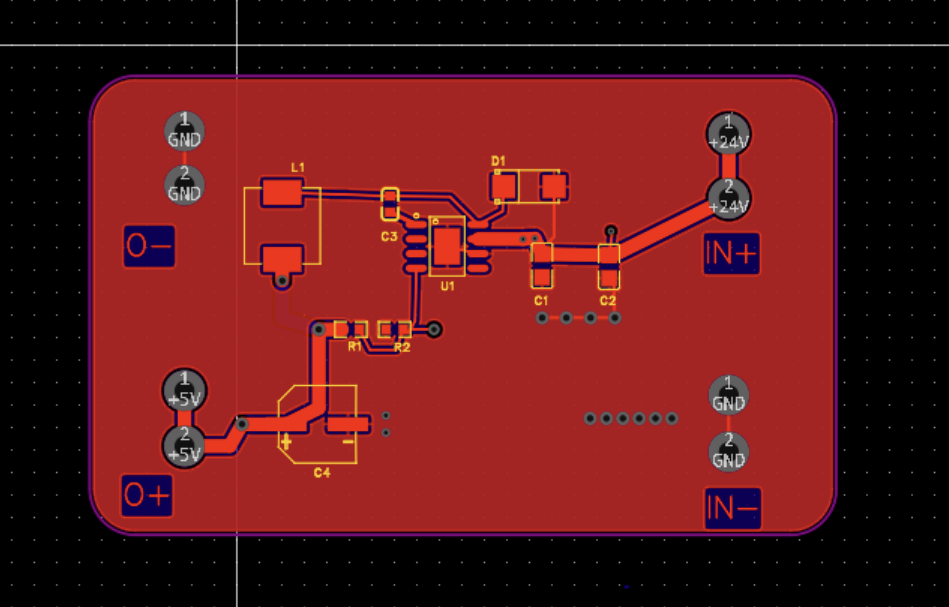 1
GND
2
GND
O-
L1
C3
U1
D1
1
+24V
2
+24V
IN+
C1
C2
R1
R2
1
+5V
2
+5V
O+
+
-
C4
1
GND
2
GND
IN-